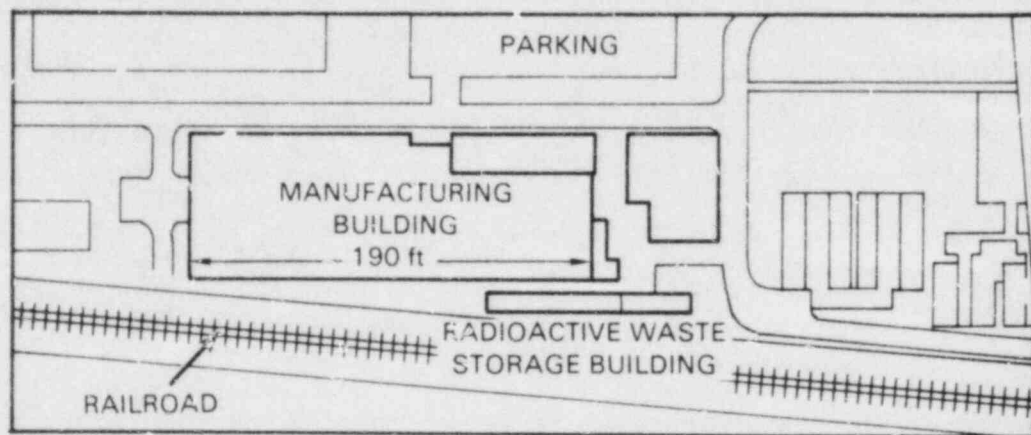 PARKING
MANUFACTURING
BUILDING
190 ft
RADIOACTIVE WASTE
STORAGE BUILDING
RAILROAD